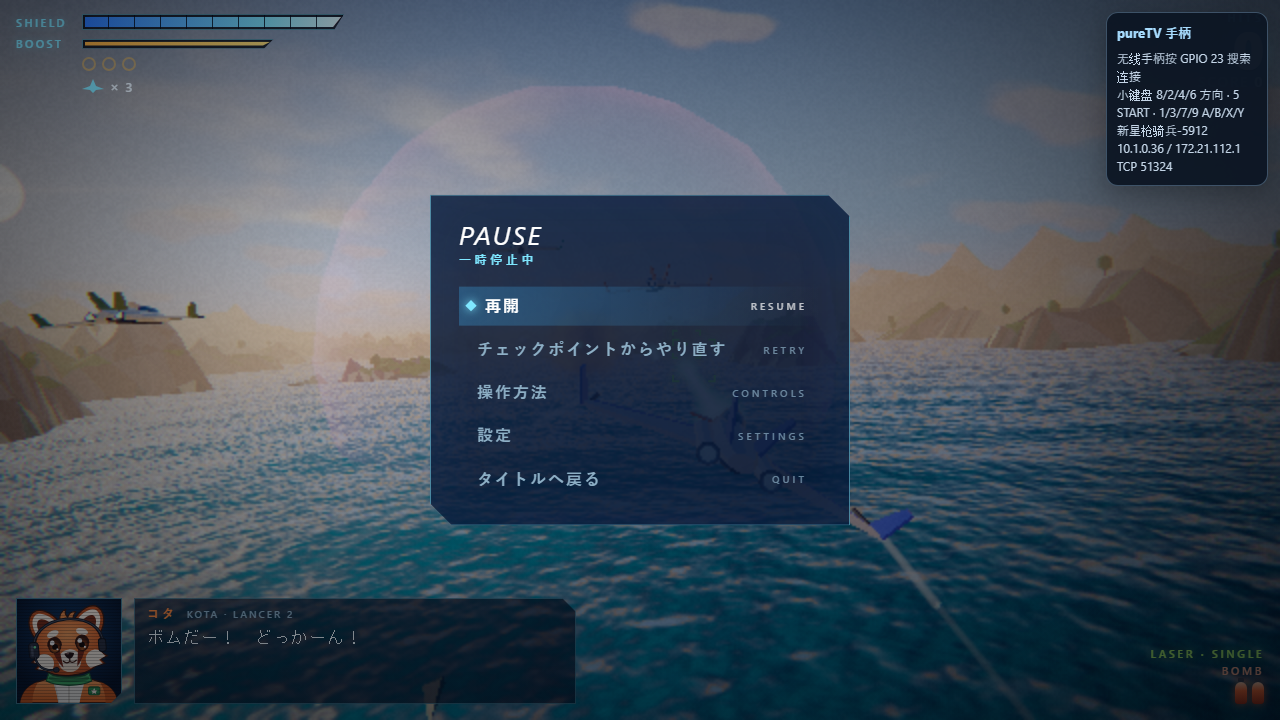 SHIELD
BOOST
× 3
pureTV 手柄
无线手柄按 GPIO 23 搜索
连接
小键盘 8/2/4/6 方向 · 5
START · 1/3/7/9 A/B/X/Y
新星枪骑兵-5912
10.1.0.36 / 172.21.112.1
TCP 51324
PAUSE
一時停止中
再開 RESUME
チェックポイントからやり直す RETRY
操作方法 CONTROLS
設定 SETTINGS
タイトルへ戻る QUIT
コタ KOTA · LANCER 2
ボムだー！ どっかーん！
LASER · SINGLE
BOMB